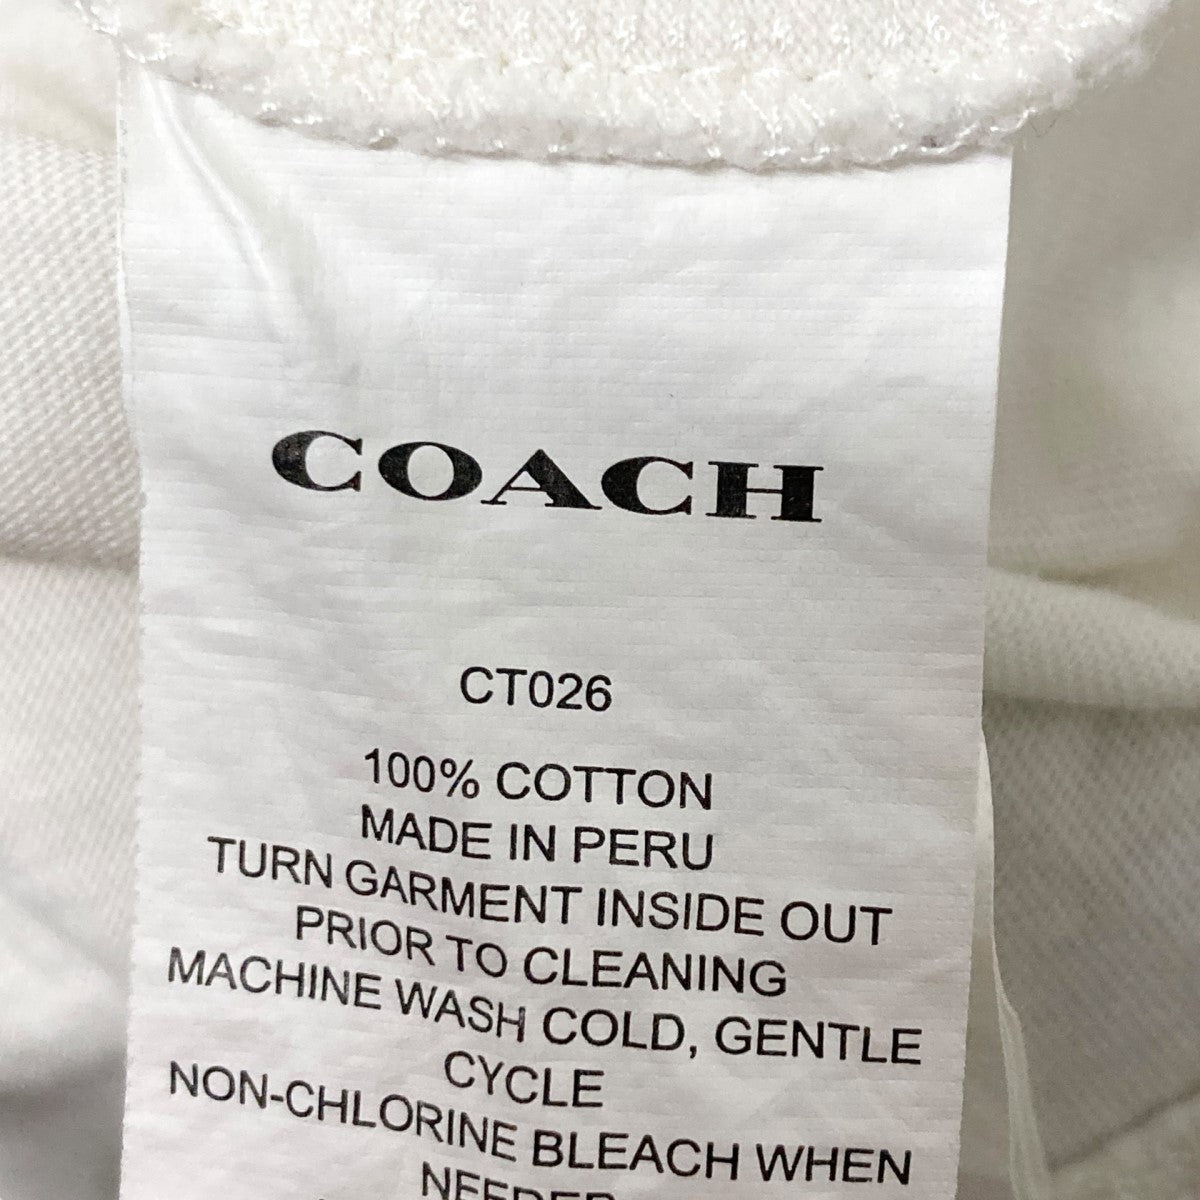 COACH
CT026
100% COTTON
MADE IN PERU
TURN GARMENT INSIDE OUT
PRIOR TO CLEANING
MACHINE WASH COLD, GENTLE
CYCLE
NON-CHLORINE BLEACH WHEN
NEEDED